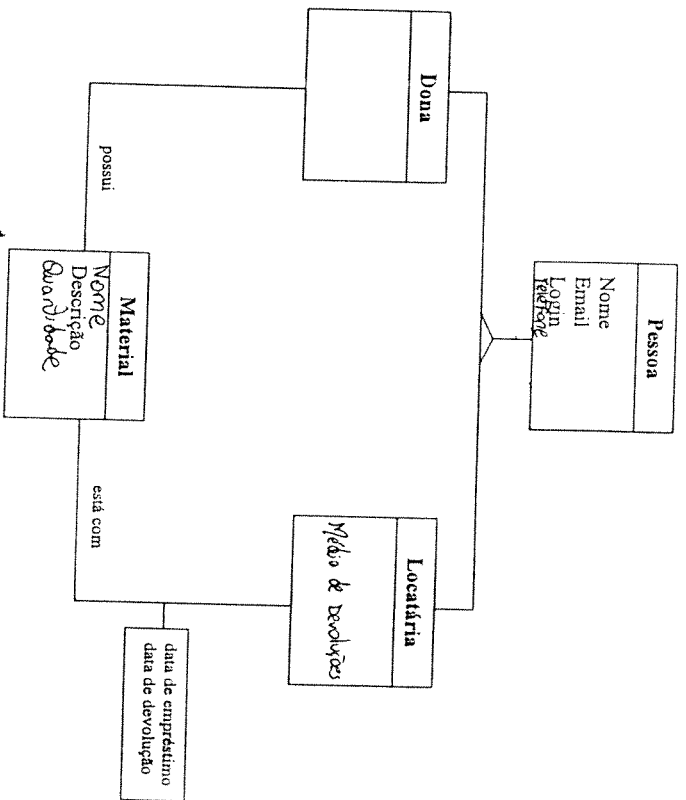 Pessoa
Nome
Email
Login
Telefone
Dona
Locatária
Médio de Devoluções
possui
está com
Material
Nome
Descrição
Quantidade
data de empréstimo
data de devolução